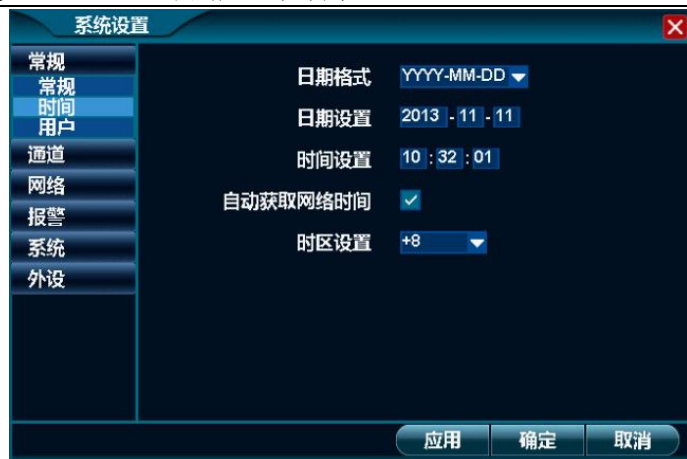 系统设置
常规
常规
时间
用户
通道
网络
报警
系统
外设
日期格式 YYYY-MM-DD
日期设置 2013 - 11 - 11
时间设置 10 : 32 : 01
自动获取网络时间
时区设置 +8
应用 确定 取消